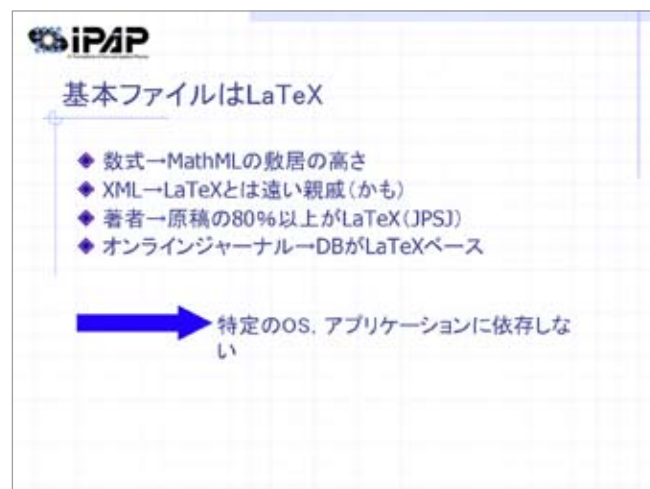 iPAP
基本ファイルはLaTeX
数式→MathMLの敷居の高さ
XML→LaTeXとは遠い親戚(かも)
著者→原稿の80%以上がLaTeX(JPSJ)
オンラインジャーナル→DBがLaTeXベース
特定のOS，アプリケーションに依存しな
い